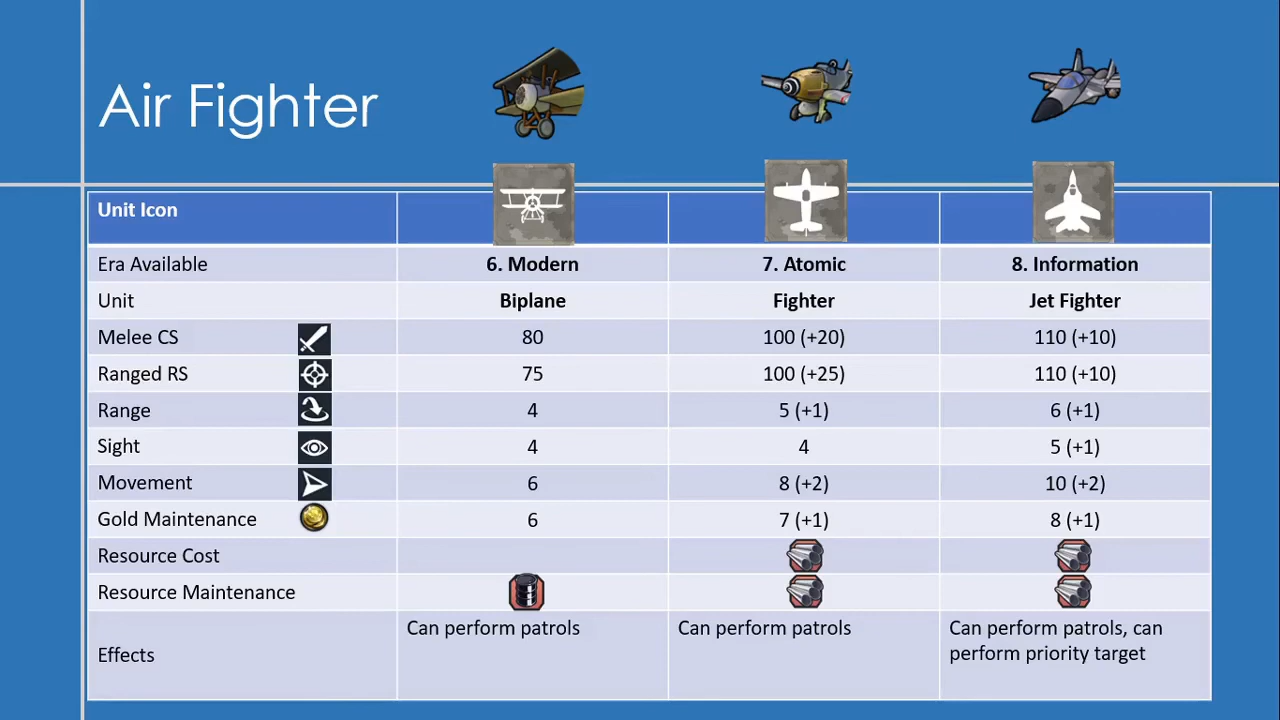 Air Fighter
Unit Icon
Era Available 6. Modern 7. Atomic 8. Information
Unit Biplane Fighter Jet Fighter
Melee CS 80 100 (+20) 110 (+10)
Ranged RS 75 100 (+25) 110 (+10)
Range 4 5 (+1) 6 (+1)
Sight 4 4 5 (+1)
Movement 6 8 (+2) 10 (+2)
Gold Maintenance 6 7 (+1) 8 (+1)
Resource Cost
Resource Maintenance
Effects Can perform patrols Can perform patrols Can perform patrols, can
perform priority target